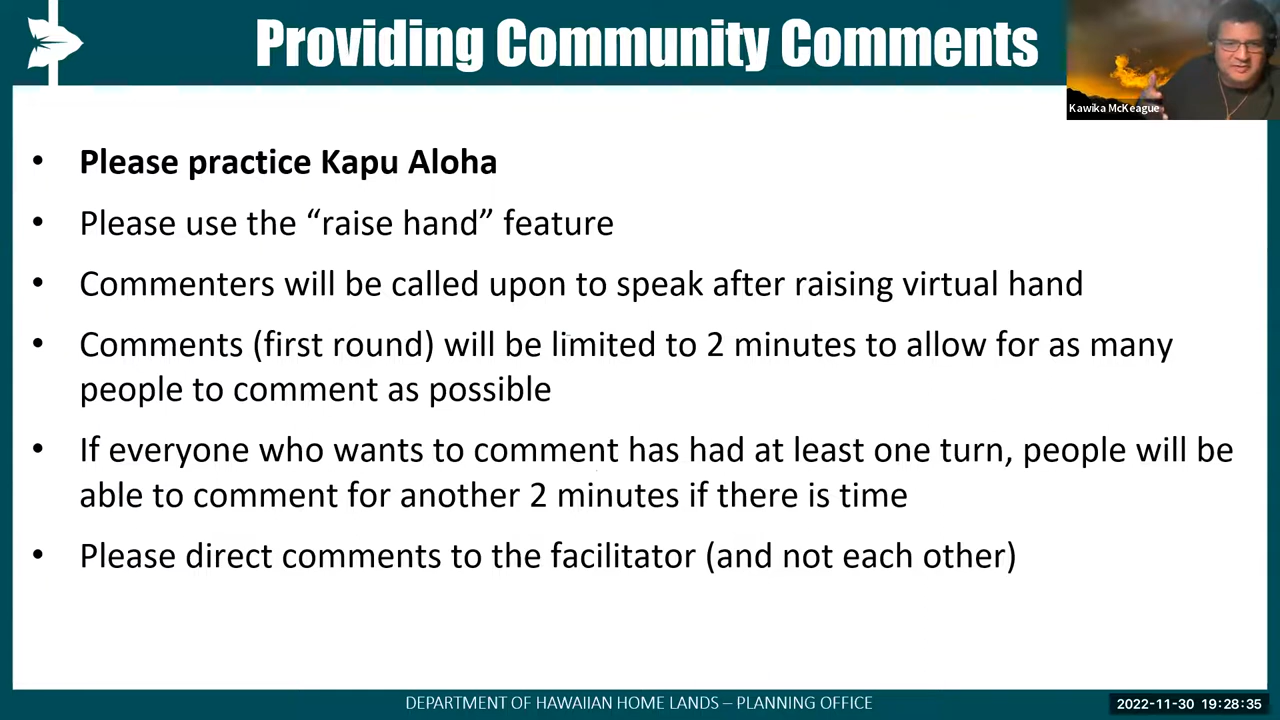 Providing Community Comments
Kawika McKeague
• Please practice Kapu Aloha
• Please use the “raise hand” feature
• Commenters will be called upon to speak after raising virtual hand
• Comments (first round) will be limited to 2 minutes to allow for as many
people to comment as possible
• If everyone who wants to comment has had at least one turn, people will be
able to comment for another 2 minutes if there is time
• Please direct comments to the facilitator (and not each other)
DEPARTMENT OF HAWAIIAN HOME LANDS – PLANNING OFFICE
2022-11-30 19:28:35